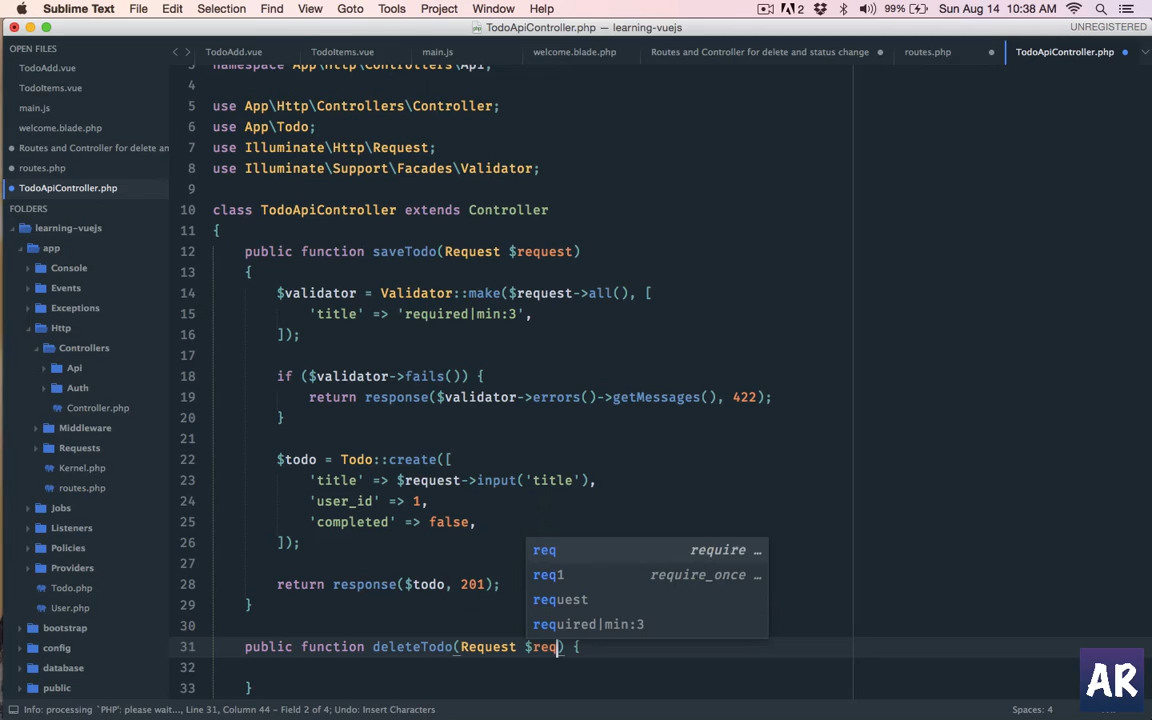 Sublime Text File Edit Selection Find View Goto Tools Project Window Help 2 99% Sun Aug 14 10:38 AM
TodoApiController.php — learning-vuejs UNREGISTERED
OPEN FILES
TodoAdd.vue
TodoItems.vue
main.js
welcome.blade.php
Routes and Controller for delete an
routes.php
TodoApiController.php
FOLDERS
learning-vuejs
app
Console
Events
Exceptions
Http
Controllers
Api
Auth
Controller.php
Middleware
Requests
Kernel.php
routes.php
Jobs
Listeners
Policies
Providers
Todo.php
User.php
bootstrap
config
database
public
TodoAdd.vue TodoItems.vue main.js welcome.blade.php Routes and Controller for delete and status change routes.php TodoApiController.php
3 namespace App\Http\Controllers\Api;
4
5 use App\Http\Controllers\Controller;
6 use App\Todo;
7 use Illuminate\Http\Request;
8 use Illuminate\Support\Facades\Validator;
9
10 class TodoApiController extends Controller
11 {
12 public function saveTodo(Request $request)
13 {
14 $validator = Validator::make($request->all(), [
15 'title' => 'required|min:3',
16 ]);
17
18 if ($validator->fails()) {
19 return response($validator->errors()->getMessages(), 422);
20 }
21
22 $todo = Todo::create([
23 'title' => $request->input('title'),
24 'user_id' => 1,
25 'completed' => false,
26 ]);
27
28 return response($todo, 201);
29 }
30
31 public function deleteTodo(Request $req) {
32
33 }
req require …
req1 require_once …
request
required|min:3
Info: processing `PHP`: please wait..., Line 31, Column 44 - Field 2 of 4; Undo: Insert Characters Spaces: 4 PHP
AR